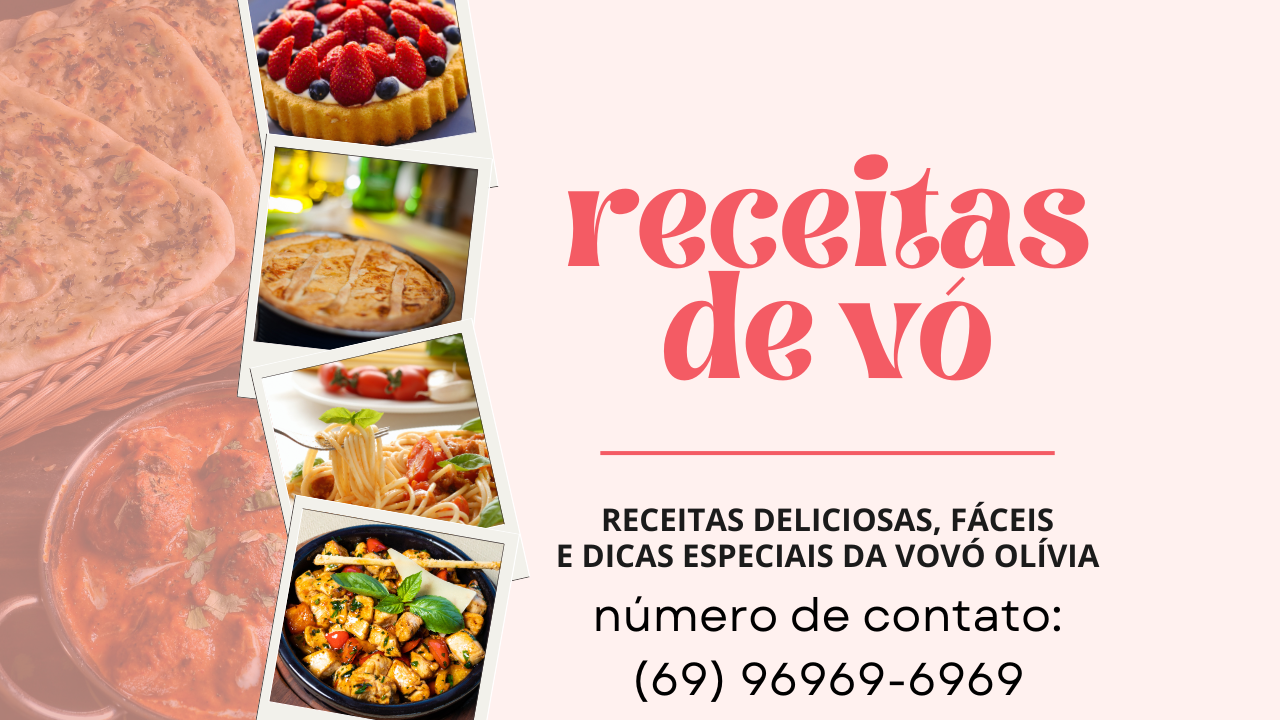 receitas
de vó
RECEITAS DELICIOSAS, FÁCEIS
E DICAS ESPECIAIS DA VOVÓ OLÍVIA
número de contato:
(69) 96969-6969